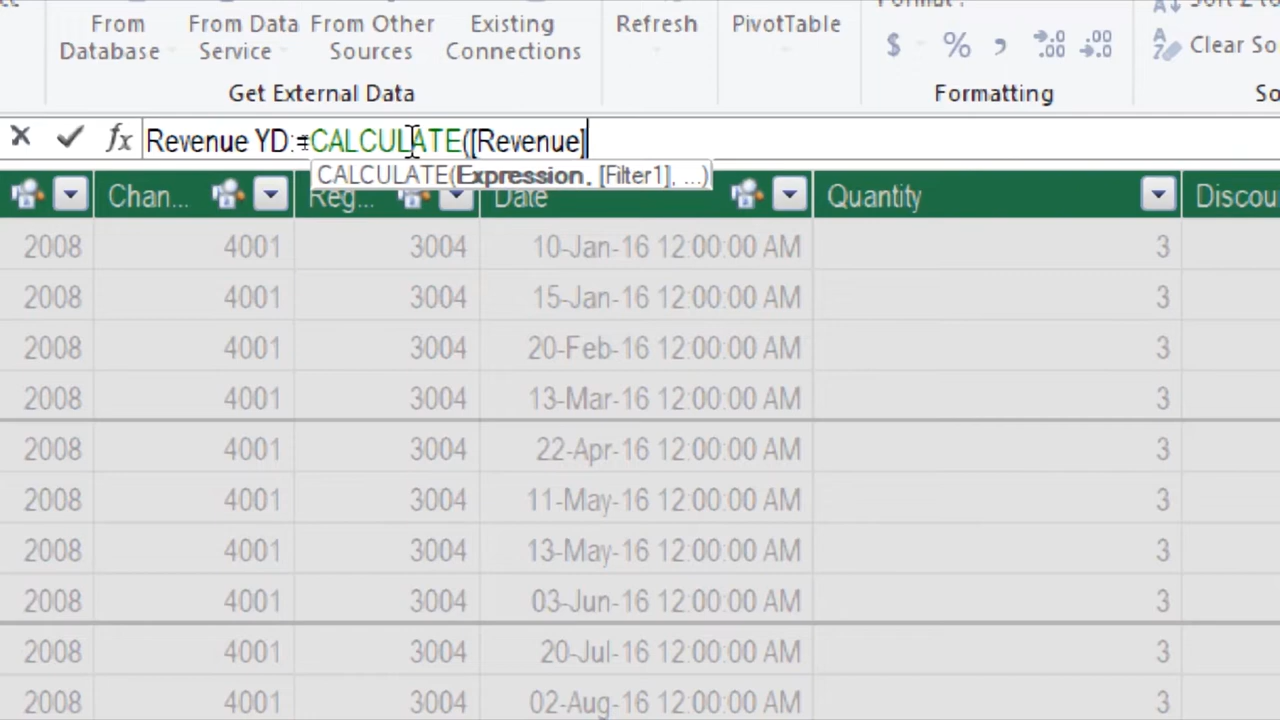 From Database
From Data Service
From Other Sources
Existing Connections
Refresh
PivotTable
$ % ,
Clear So
Get External Data
Formatting
So
fx Revenue YD:=CALCULATE([Revenue]
CALCULATE(Expression, [Filter1], ...)
Chan... Reg... Date Quantity Discou
2008 4001 3004 10-Jan-16 12:00:00 AM 3
2008 4001 3004 15-Jan-16 12:00:00 AM 3
2008 4001 3004 20-Feb-16 12:00:00 AM 3
2008 4001 3004 13-Mar-16 12:00:00 AM 3
2008 4001 3004 22-Apr-16 12:00:00 AM 3
2008 4001 3004 11-May-16 12:00:00 AM 3
2008 4001 3004 13-May-16 12:00:00 AM 3
2008 4001 3004 03-Jun-16 12:00:00 AM 3
2008 4001 3004 20-Jul-16 12:00:00 AM 3
2008 4001 3004 02-Aug-16 12:00:00 AM 3